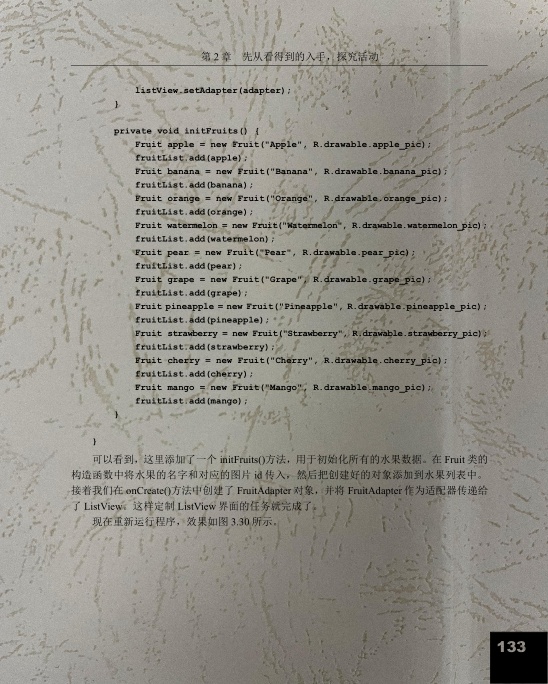 第 2 章 先从看得到的入手，探究活动
listView.setAdapter(adapter);
}
private void initFruits() {
Fruit apple = new Fruit("Apple", R.drawable.apple_pic);
fruitList.add(apple);
Fruit banana = new Fruit("Banana", R.drawable.banana_pic);
fruitList.add(banana);
Fruit orange = new Fruit("Orange", R.drawable.orange_pic);
fruitList.add(orange);
Fruit watermelon = new Fruit("Watermelon", R.drawable.watermelon_pic);
fruitList.add(watermelon);
Fruit pear = new Fruit("Pear", R.drawable.pear_pic);
fruitList.add(pear);
Fruit grape = new Fruit("Grape", R.drawable.grape_pic);
fruitList.add(grape);
Fruit pineapple = new Fruit("Pineapple", R.drawable.pineapple_pic);
fruitList.add(pineapple);
Fruit strawberry = new Fruit("Strawberry", R.drawable.strawberry_pic);
fruitList.add(strawberry);
Fruit cherry = new Fruit("Cherry", R.drawable.cherry_pic);
fruitList.add(cherry);
Fruit mango = new Fruit("Mango", R.drawable.mango_pic);
fruitList.add(mango);
}
}
可以看到，这里添加了一个 initFruits()方法，用于初始化所有的水果数据。在 Fruit 类的
构造函数中将水果的名字和对应的图片 id 传入，然后把创建好的对象添加到水果列表中。
接着我们在 onCreate()方法中创建了 FruitAdapter 对象，并将 FruitAdapter 作为适配器传递给
了 ListView。这样定制 ListView 界面的任务就完成了。
现在重新运行程序，效果如图 3.30 所示。
133